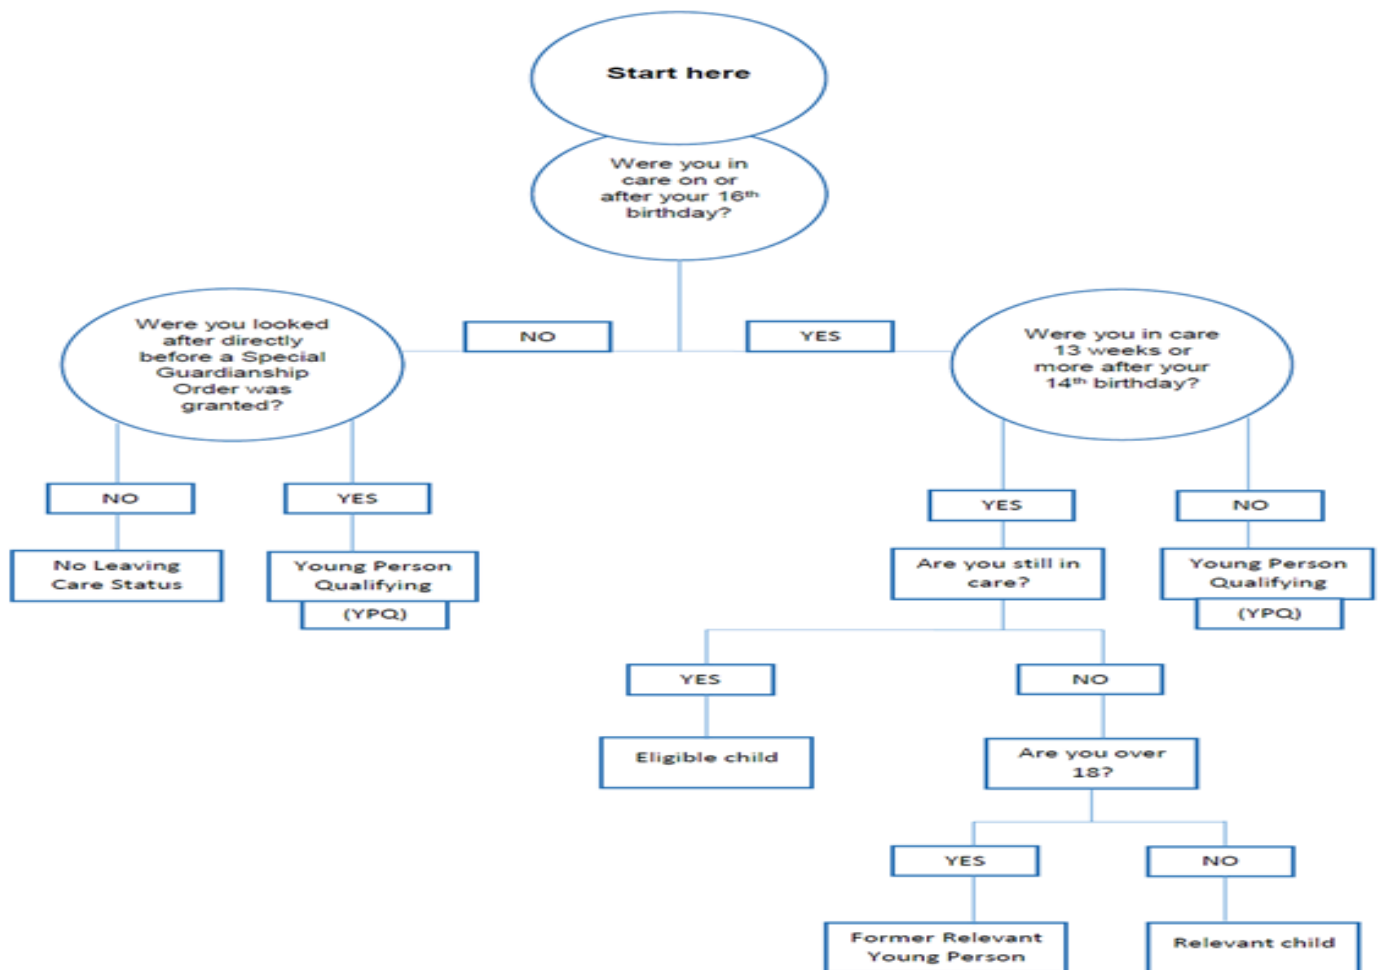 Start here
Were you in
care on or
after your 16th
birthday?
Were you looked
after directly
before a Special
Guardianship
Order was
granted?
NO
YES
Were you in care
13 weeks or
more after your
14th birthday?
NO
YES
YES
NO
No Leaving
Care Status
Young Person
Qualifying
(YPQ)
Are you still in
care?
Young Person
Qualifying
(YPQ)
YES
NO
Eligible child
Are you over
18?
YES
NO
Former Relevant
Young Person
Relevant child